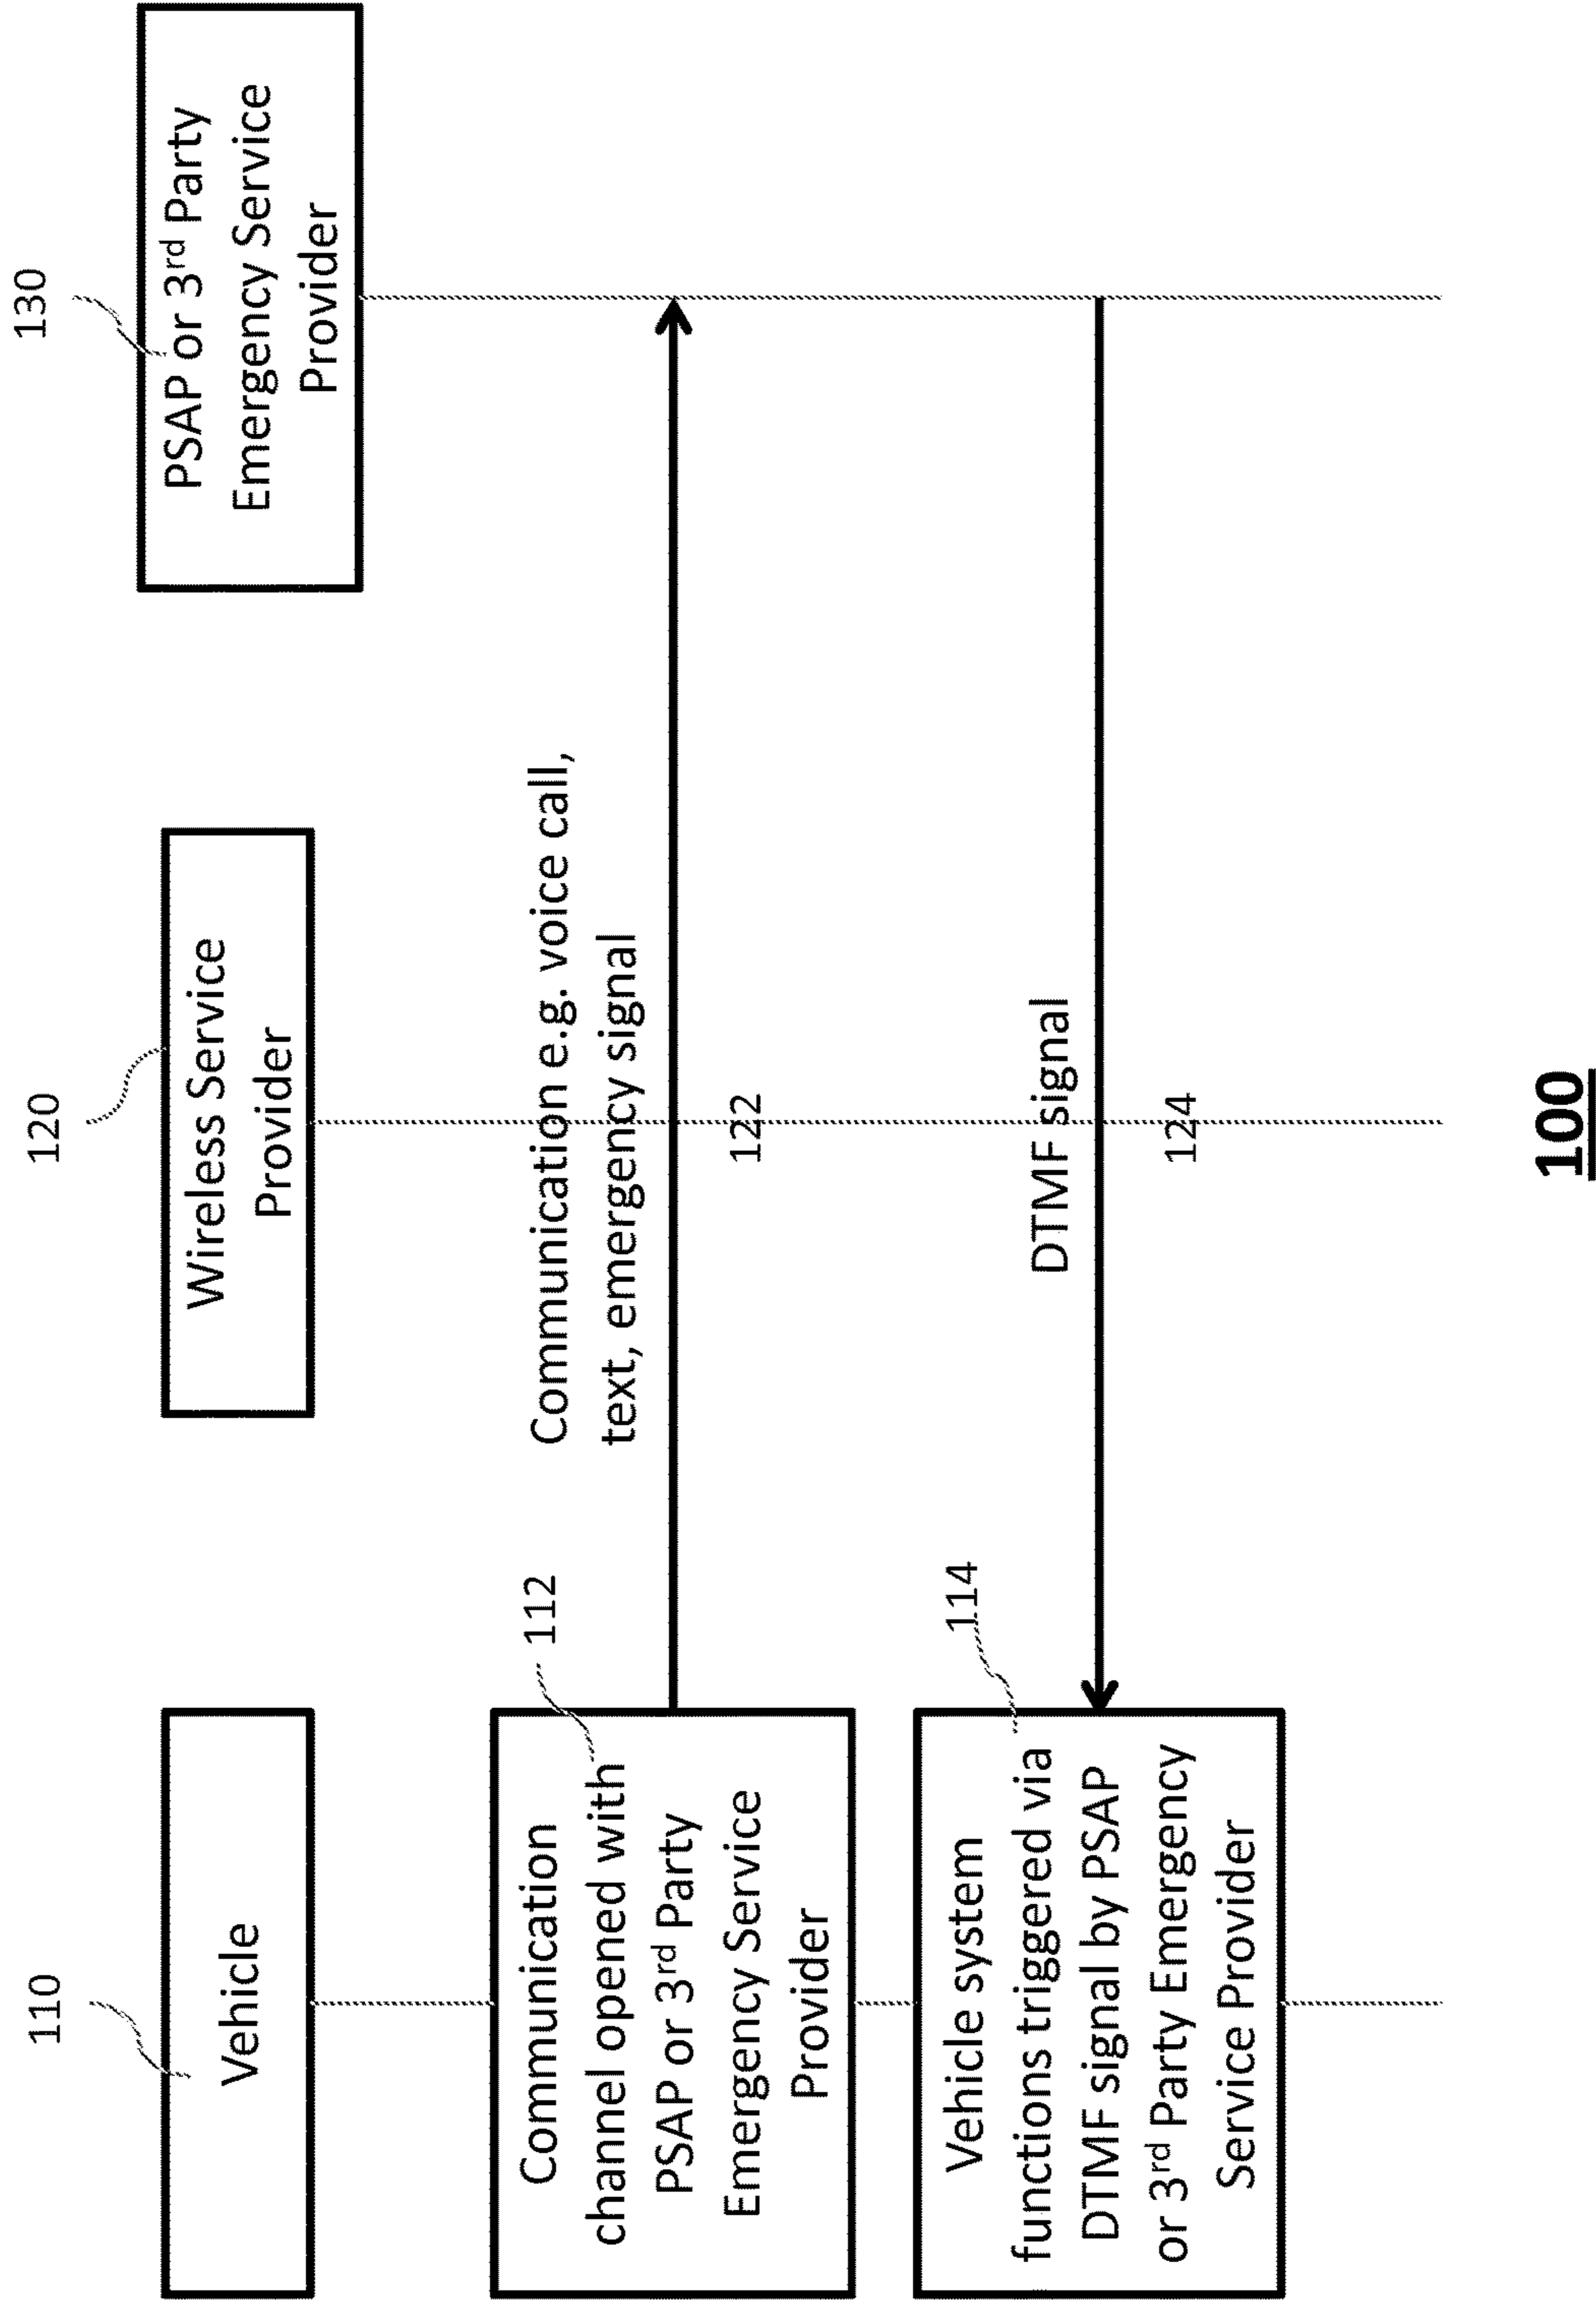 110
120
130
Vehicle
Wireless Service
Provider
PSAP or 3rd Party
Emergency Service
Provider
112
Communication
channel opened with
PSAP or 3rd Party
Emergency Service
Provider
Communication e.g. voice call,
text, emergency signal
122
114
Vehicle system
functions triggered via
DTMF signal by PSAP
or 3rd Party Emergency
Service Provider
DTMF signal
124
100